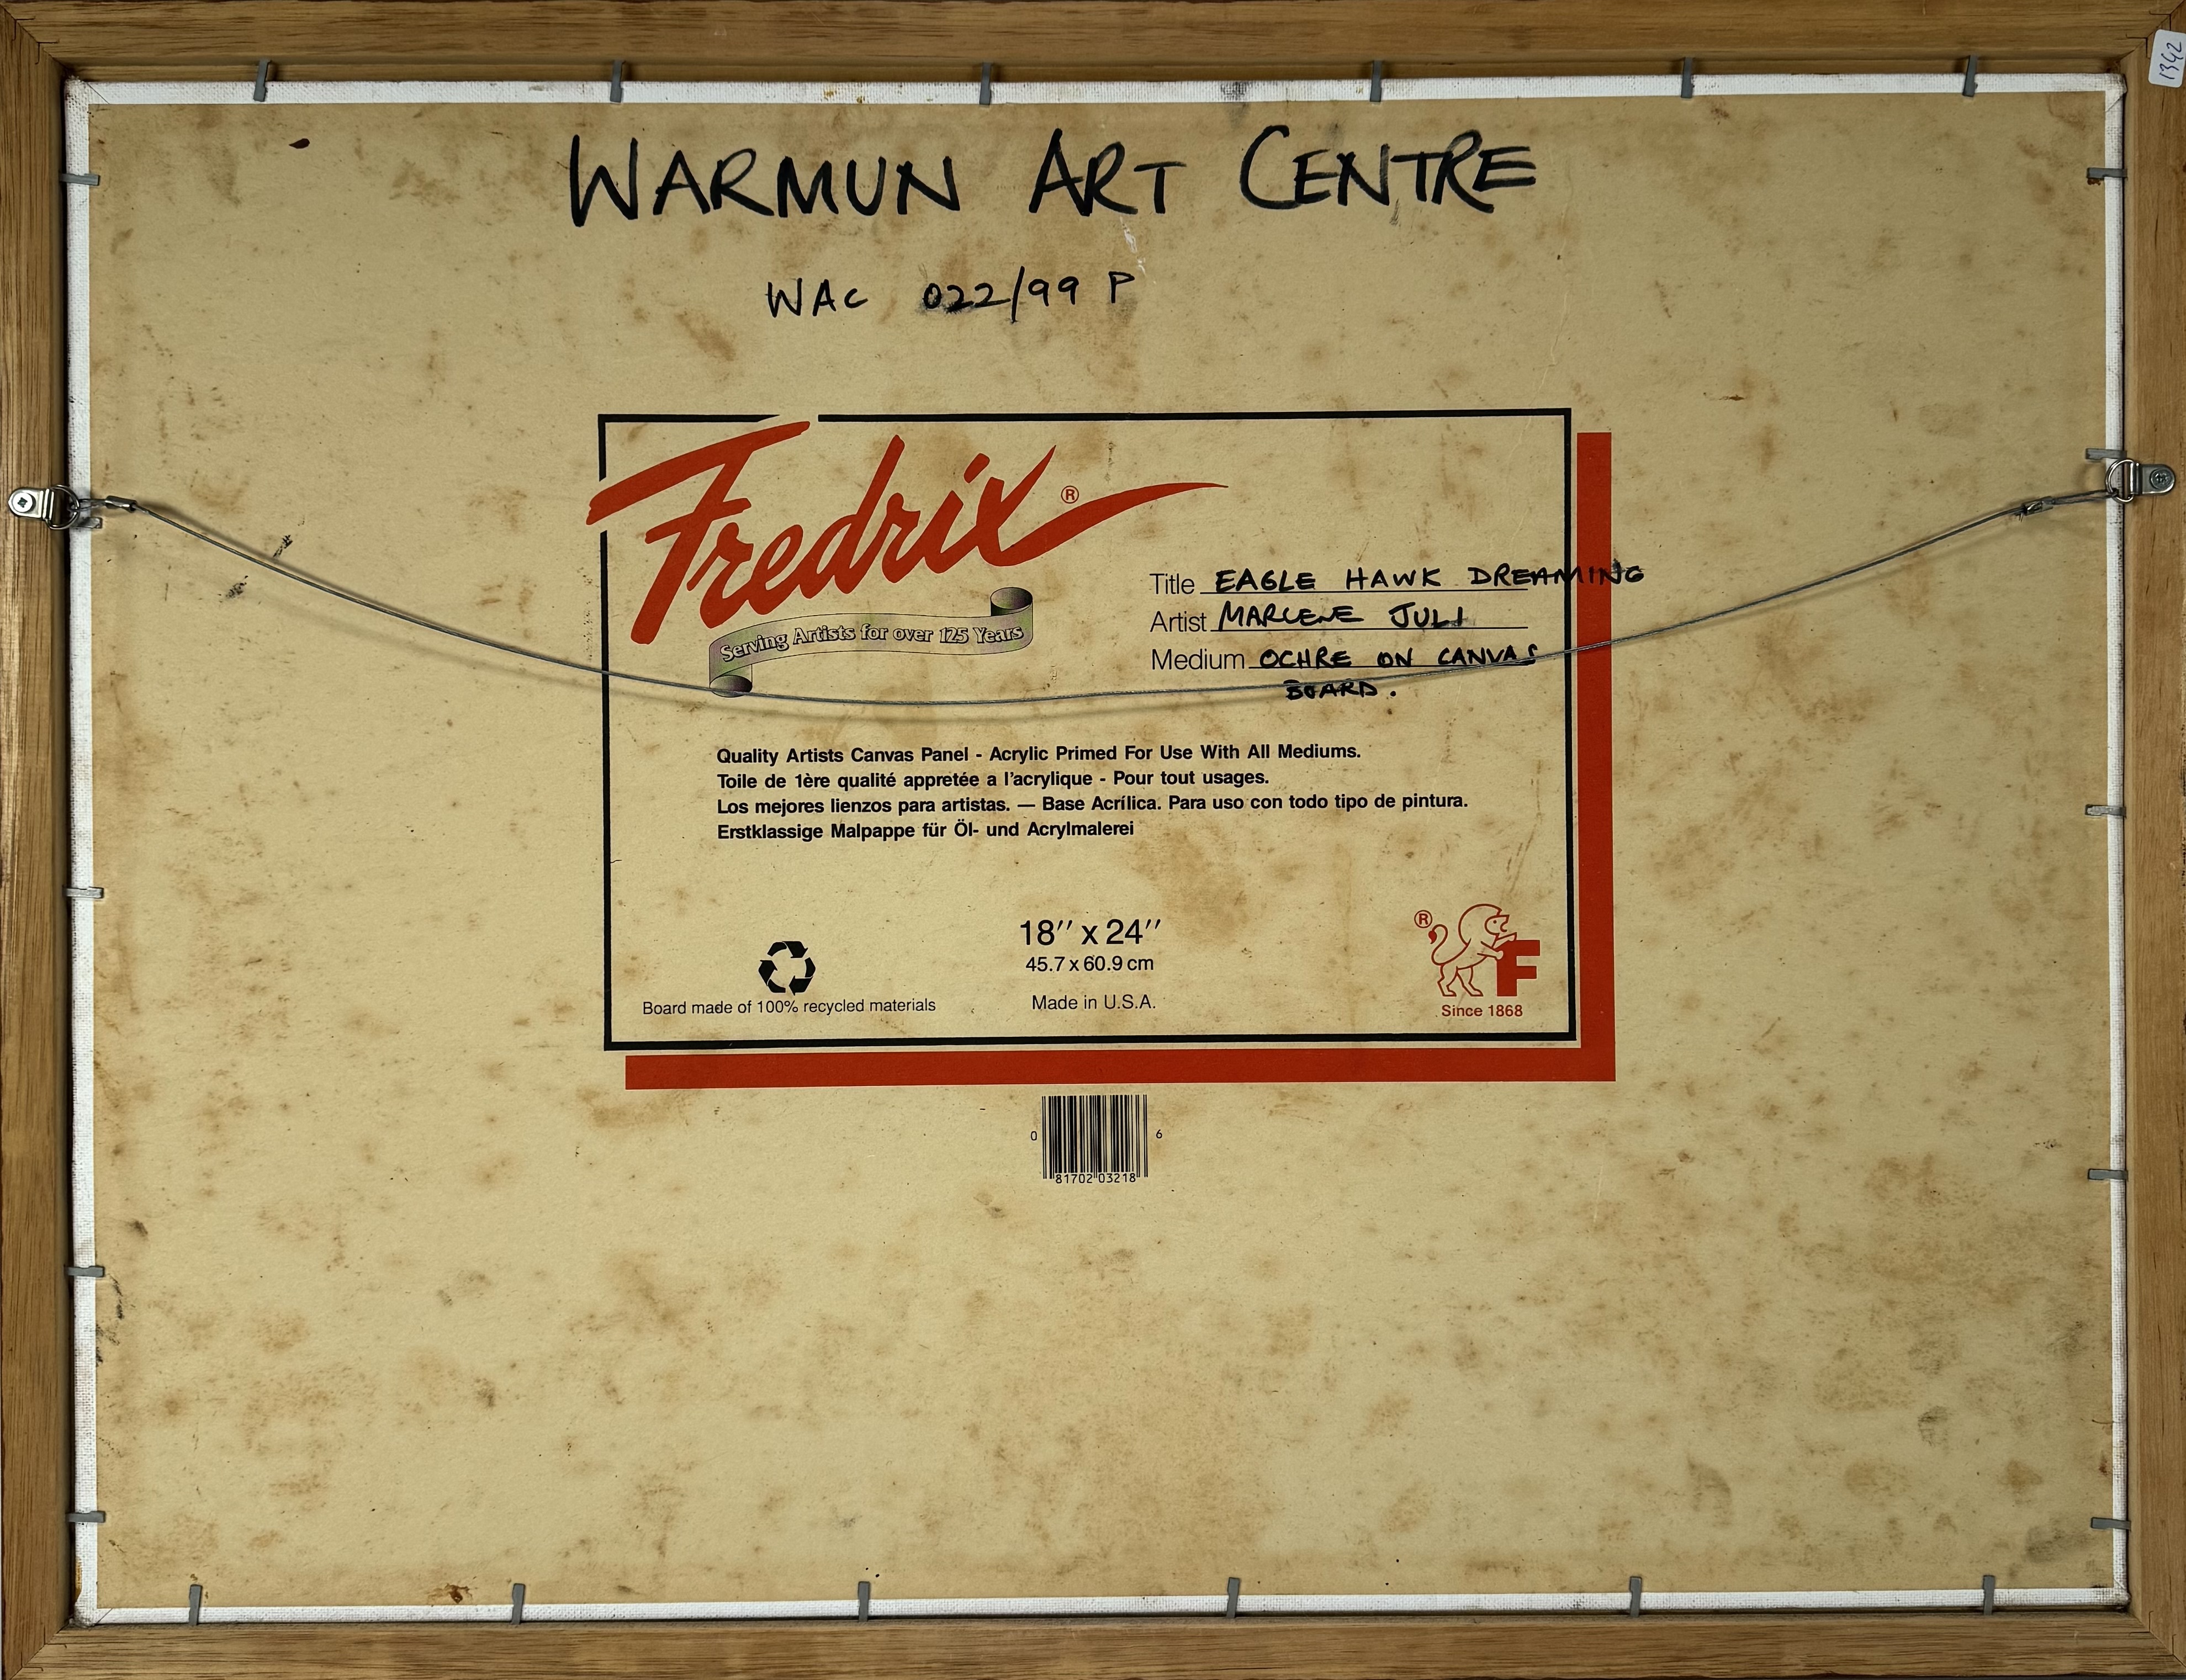 1342
WARMUN ART CENTRE
WAC 022/99 P
Fredrix®
Serving Artists for over 125 Years
Title EAGLE HAWK DREAMING
Artist MARLENE JULI
Medium OCHRE ON CANVAS
BOARD.
Quality Artists Canvas Panel - Acrylic Primed For Use With All Mediums.
Toile de 1ère qualité appretée a l'acrylique - Pour tout usages.
Los mejores lienzos para artistas. — Base Acrílica. Para uso con todo tipo de pintura.
Erstklassige Malpappe für Öl- und Acrylmalerei
18″ x 24″
45.7 x 60.9 cm
Made in U.S.A.
Board made of 100% recycled materials
® F
Since 1868
0 81702 03218 6